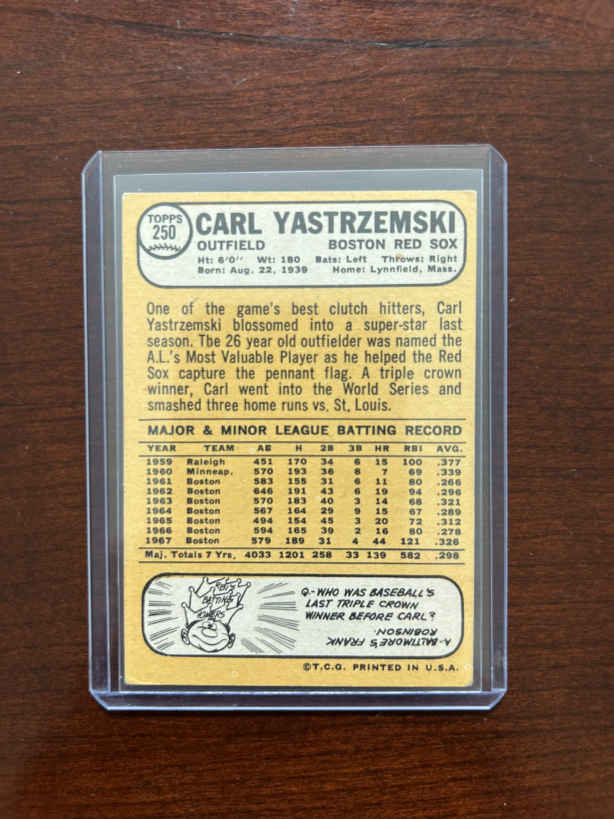 TOPPS
250
CARL YASTRZEMSKI
OUTFIELD BOSTON RED SOX
Ht: 6'0" Wt: 180 Bats: Left Throws: Right
Born: Aug. 22, 1939 Home: Lynnfield, Mass.
One of the game's best clutch hitters, Carl
Yastrzemski blossomed into a super-star last
season. The 26 year old outfielder was named the
A.L.'s Most Valuable Player as he helped the Red
Sox capture the pennant flag. A triple crown
winner, Carl went into the World Series and
smashed three home runs vs. St. Louis.
MAJOR & MINOR LEAGUE BATTING RECORD
YEAR TEAM AB H 2B 3B HR RBI AVG.
1959 Raleigh 451 170 34 6 15 100 .377
1960 Minneap. 570 193 36 8 7 69 .339
1961 Boston 583 155 31 6 11 80 .266
1962 Boston 646 191 43 6 19 94 .296
1963 Boston 570 183 40 3 14 68 .321
1964 Boston 567 164 29 9 15 67 .289
1965 Boston 494 154 45 3 20 72 .312
1966 Boston 594 165 39 2 16 80 .278
1967 Boston 579 189 31 4 44 121 .326
Maj. Totals 7 Yrs. 4033 1201 258 33 139 582 .298
BATTING
Q.-WHO WAS BASEBALL'S
LAST TRIPLE CROWN
WINNER BEFORE CARL?
A-BALTIMORE'S FRANK
ROBINSON.
©T.C.G. PRINTED IN U.S.A.